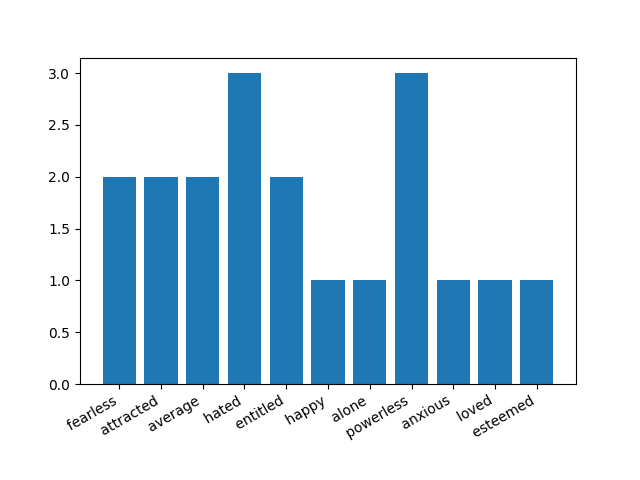 3.0
2.5
2.0
1.5
1.0
0.5
0.0
fearless
attracted
average
hated
entitled
happy
alone
powerless
anxious
loved
esteemed